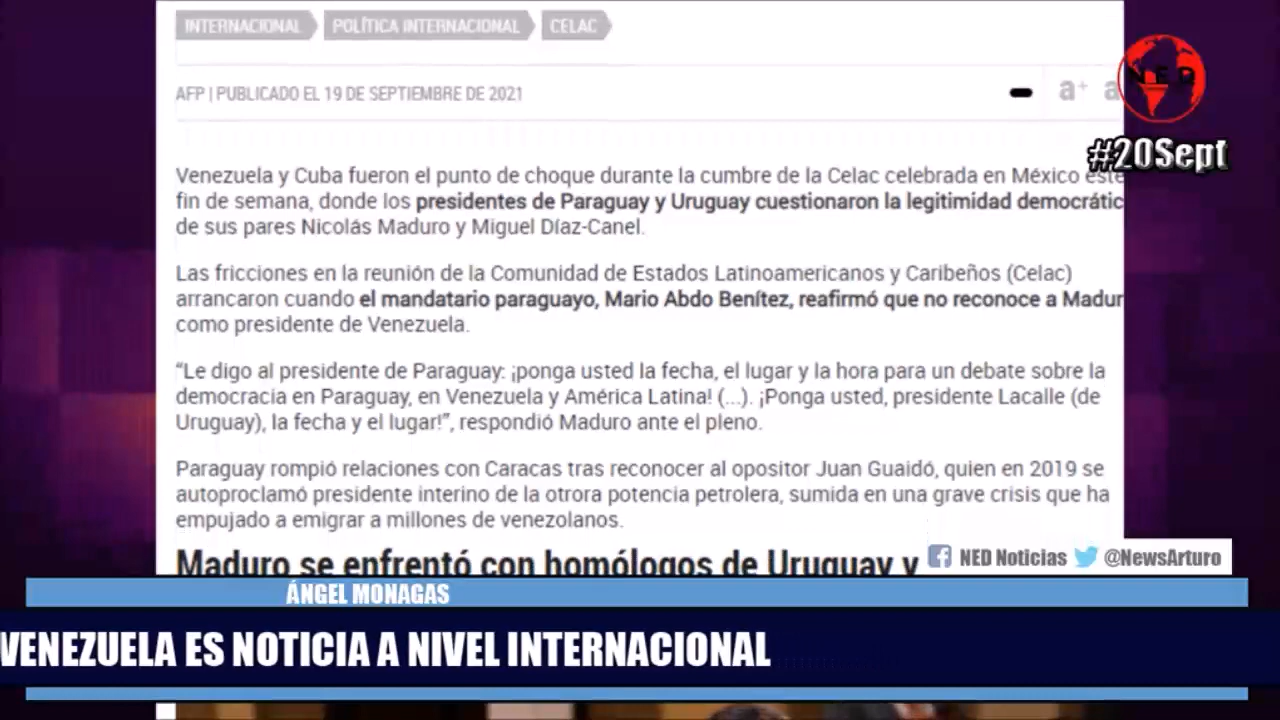 INTERNACIONAL POLÍTICA INTERNACIONAL CELAC
AFP | PUBLICADO EL 19 DE SEPTIEMBRE DE 2021
a+ a
NED
#20Sept
Venezuela y Cuba fueron el punto de choque durante la cumbre de la Celac celebrada en México este
fin de semana, donde los presidentes de Paraguay y Uruguay cuestionaron la legitimidad democrátic
de sus pares Nicolás Maduro y Miguel Díaz-Canel.
Las fricciones en la reunión de la Comunidad de Estados Latinoamericanos y Caribeños (Celac)
arrancaron cuando el mandatario paraguayo, Mario Abdo Benítez, reafirmó que no reconoce a Madur
como presidente de Venezuela.
“Le digo al presidente de Paraguay: ¡ponga usted la fecha, el lugar y la hora para un debate sobre la
democracia en Paraguay, en Venezuela y América Latina! (...). ¡Ponga usted, presidente Lacalle (de
Uruguay), la fecha y el lugar!”, respondió Maduro ante el pleno.
Paraguay rompió relaciones con Caracas tras reconocer al opositor Juan Guaidó, quien en 2019 se
autoproclamó presidente interino de la otrora potencia petrolera, sumida en una grave crisis que ha
empujado a emigrar a millones de venezolanos.
Maduro se enfrentó con homólogos de Uruguay y
NED Noticias @NewsArturo
ÁNGEL MONAGAS
VENEZUELA ES NOTICIA A NIVEL INTERNACIONAL